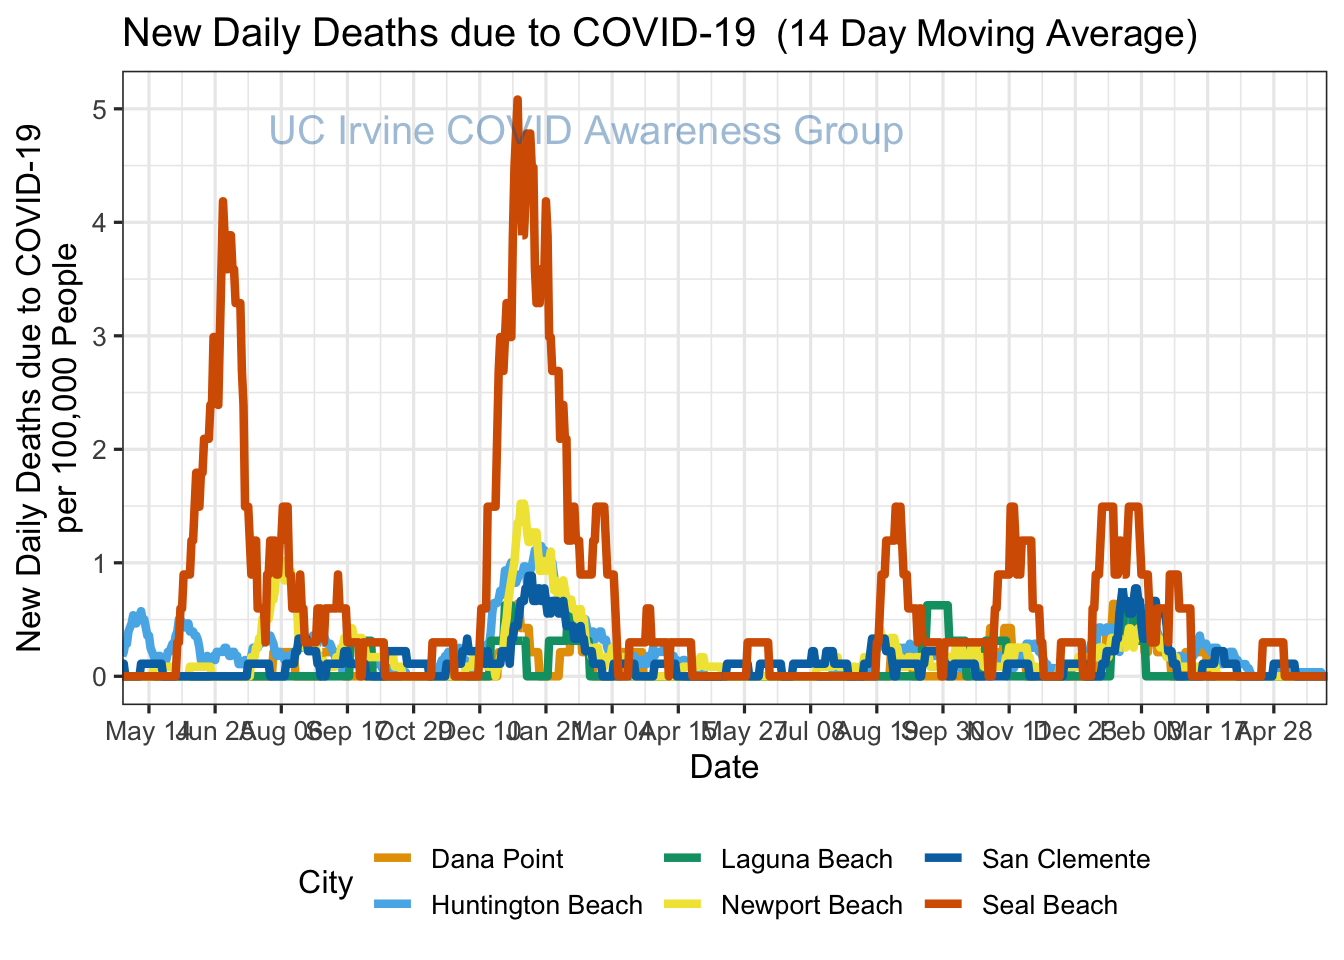 New Daily Deaths due to COVID-19 (14 Day Moving Average)
UC Irvine COVID Awareness Group
New Daily Deaths due to COVID-19
per 100,000 People
5
4
3
2
1
0
May 14 Jun 25 Aug 06 Sep 17 Oct 29 Dec 10 Jan 21 Mar 04 Apr 15 May 27 Jul 08 Aug 19 Sep 30 Nov 11 Dec 23 Feb 03 Mar 17 Apr 28
Date
City
Dana Point Laguna Beach San Clemente
Huntington Beach Newport Beach Seal Beach